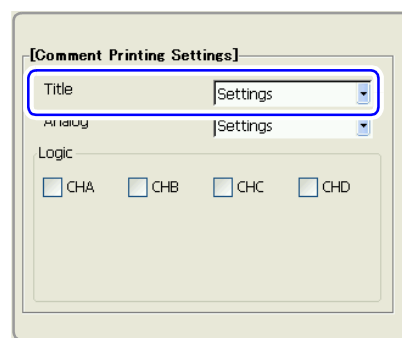 [Comment Printing Settings]
Title Settings
Analog Settings
Logic
CHA CHB CHC CHD